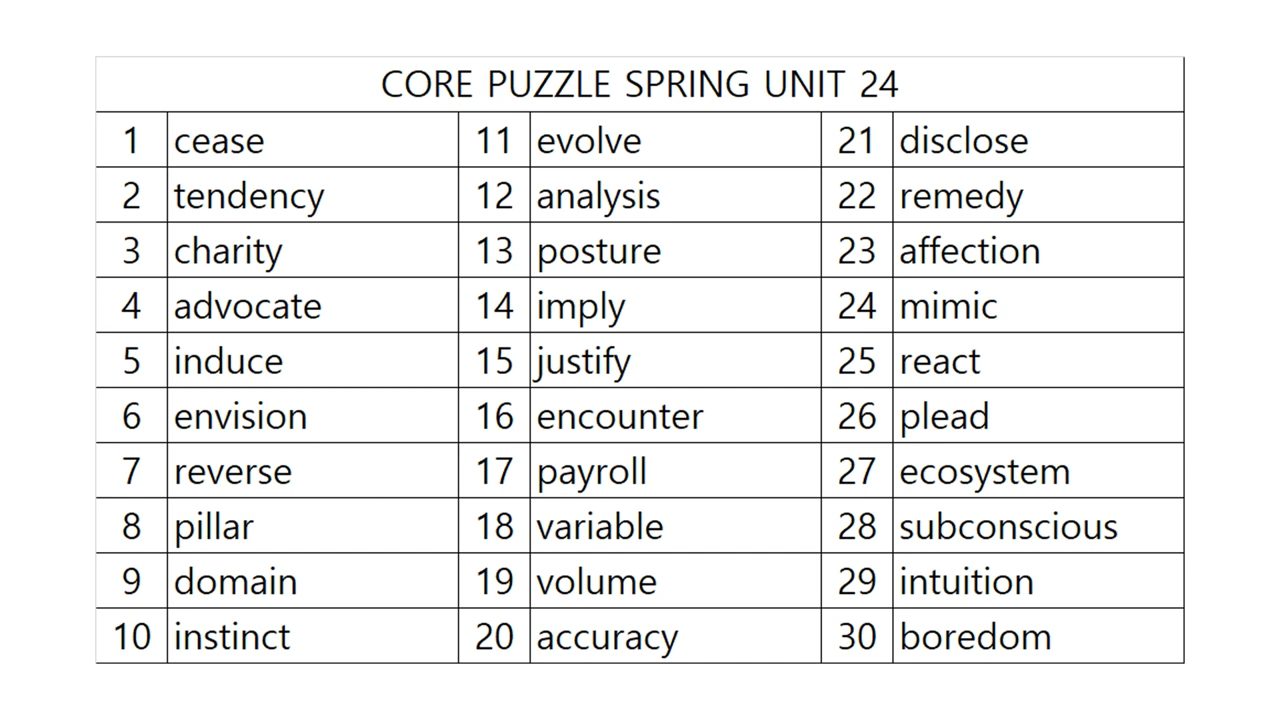 CORE PUZZLE SPRING UNIT 24
1 cease 11 evolve 21 disclose
2 tendency 12 analysis 22 remedy
3 charity 13 posture 23 affection
4 advocate 14 imply 24 mimic
5 induce 15 justify 25 react
6 envision 16 encounter 26 plead
7 reverse 17 payroll 27 ecosystem
8 pillar 18 variable 28 subconscious
9 domain 19 volume 29 intuition
10 instinct 20 accuracy 30 boredom